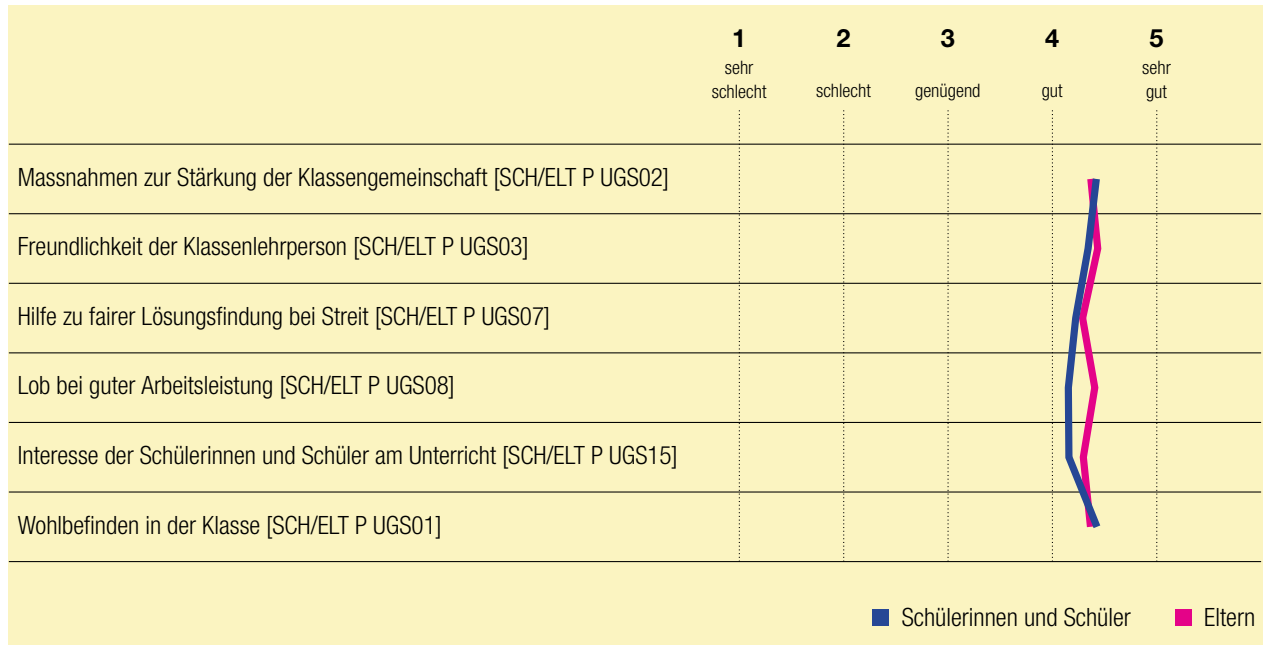 1 2 3 4 5
sehr schlecht schlecht genügend gut sehr gut
Massnahmen zur Stärkung der Klassengemeinschaft [SCH/ELT P UGS02]
Freundlichkeit der Klassenlehrperson [SCH/ELT P UGS03]
Hilfe zu fairer Lösungsfindung bei Streit [SCH/ELT P UGS07]
Lob bei guter Arbeitsleistung [SCH/ELT P UGS08]
Interesse der Schülerinnen und Schüler am Unterricht [SCH/ELT P UGS15]
Wohlbefinden in der Klasse [SCH/ELT P UGS01]
Schülerinnen und Schüler Eltern